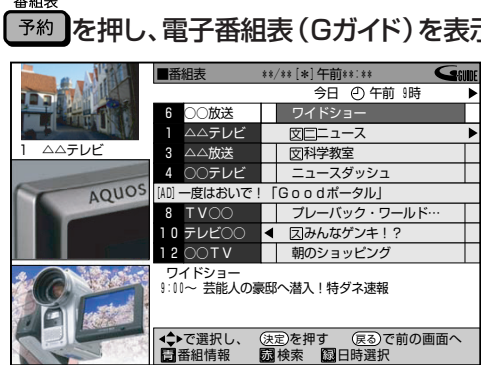 番組表
予約 を押し、電子番組表(Gガイド)を表示
■番組表 **/**[*]午前**:** GGUIDE
今日 午前 9時 ▶
6 ○○放送 ワイドショー
1 △△テレビ 図□ニュース ▶
3 △△放送 図科学教室
4 ○○テレビ ニュースダッシュ
[AD]一度はおいで!「Goodポータル」
8 TV○○ プレーバック・ワールド…
10 テレビ○○ ◀ 図みんなゲンキ!?
12 ○○TV 朝のショッピング
1 △△テレビ
AQUOS
ワイドショー
9:00〜 芸能人の豪邸へ潜入!特ダネ速報
で選択し、 決定を押す 戻るで前の画面へ
青番組情報 赤検索 緑日時選択